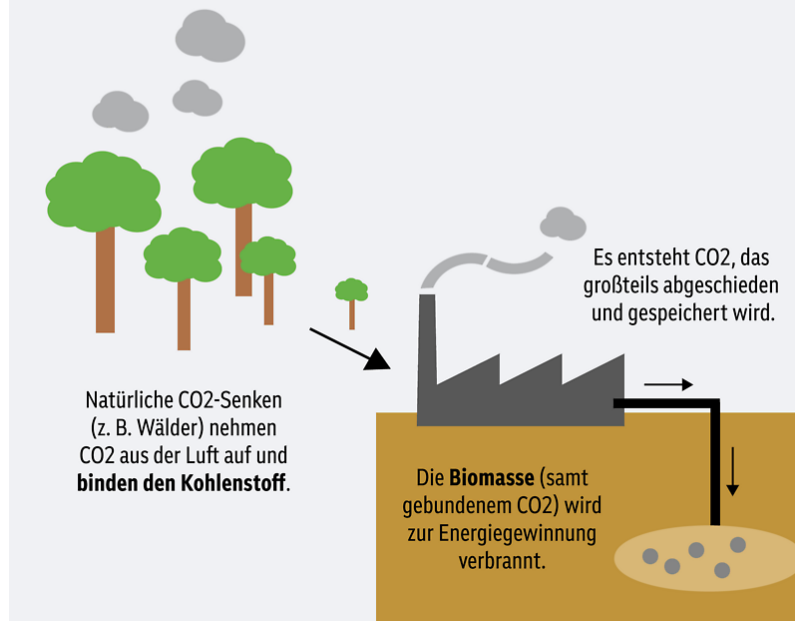 Natürliche CO2-Senken
(z. B. Wälder) nehmen
CO2 aus der Luft auf und
binden den Kohlenstoff.
Es entsteht CO2, das
großteils abgeschieden
und gespeichert wird.
Die Biomasse (samt
gebundenem CO2) wird
zur Energiegewinnung
verbrannt.